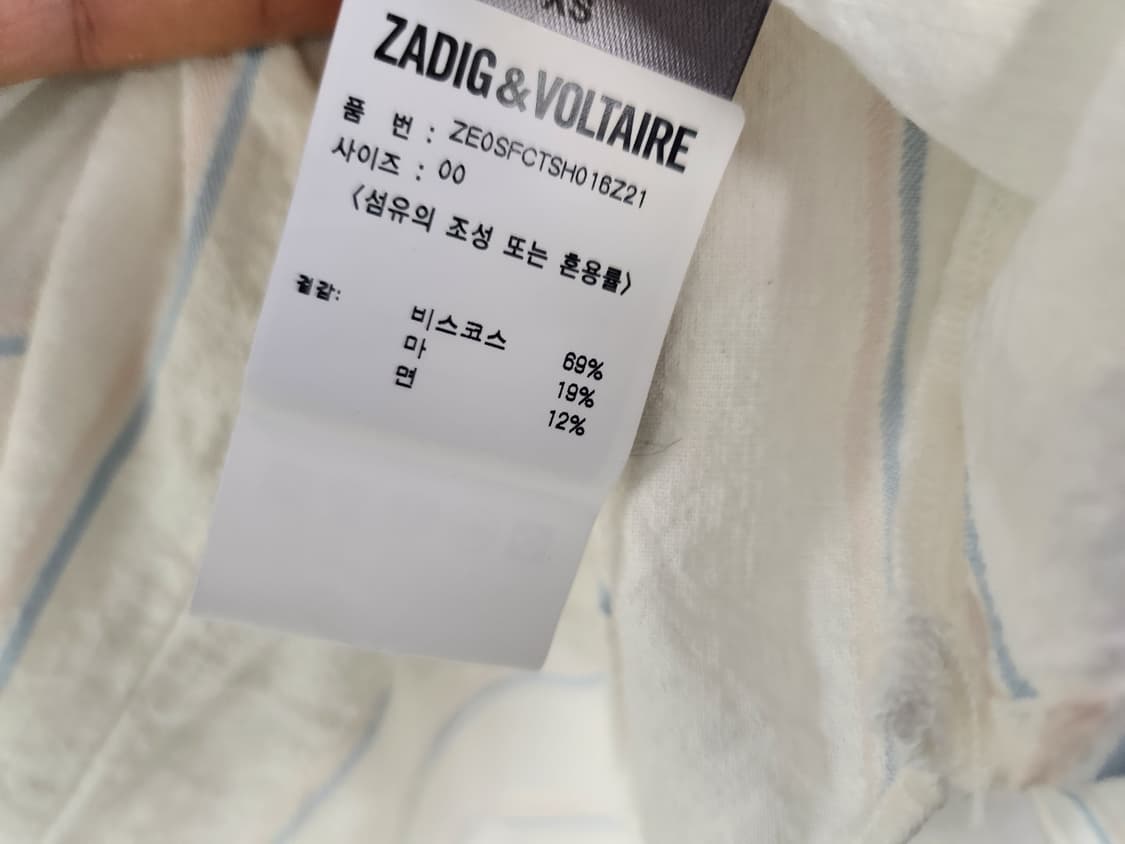 XS
ZADIG & VOLTAIRE
품 번 : ZE0SFCTSH016Z21
사이즈 : 00
<섬유의 조성 또는 혼용률>
겉감:
비스코스 69%
마 19%
면 12%